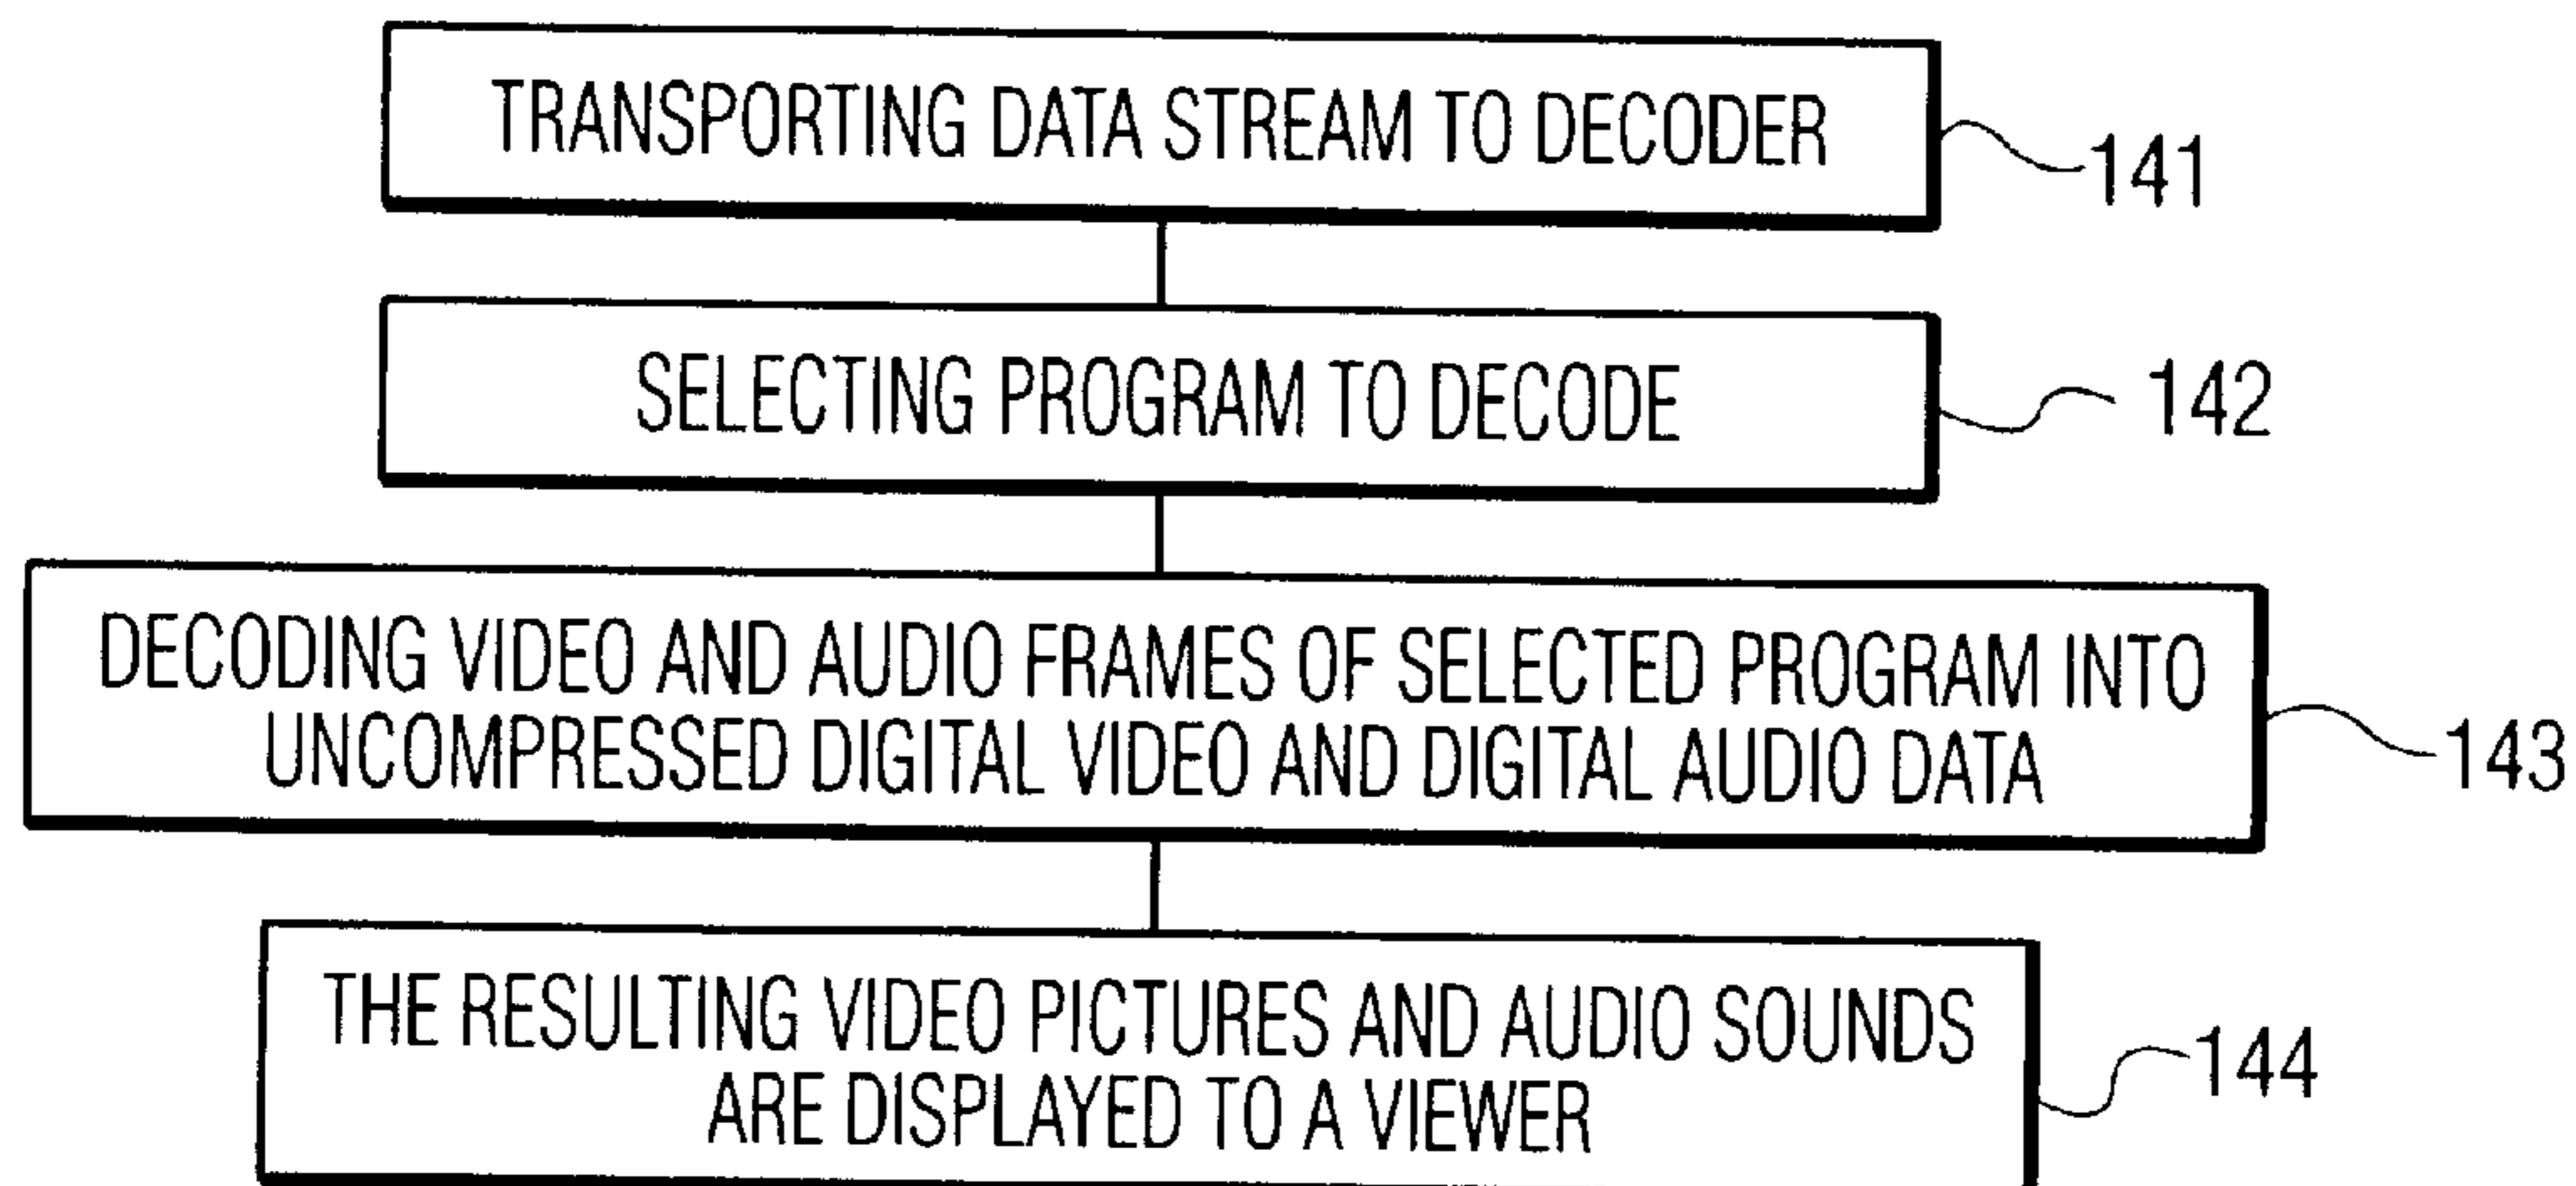 TRANSPORTING DATA STREAM TO DECODER
141
SELECTING PROGRAM TO DECODE
142
DECODING VIDEO AND AUDIO FRAMES OF SELECTED PROGRAM INTO
UNCOMPRESSED DIGITAL VIDEO AND DIGITAL AUDIO DATA
143
THE RESULTING VIDEO PICTURES AND AUDIO SOUNDS
ARE DISPLAYED TO A VIEWER
144